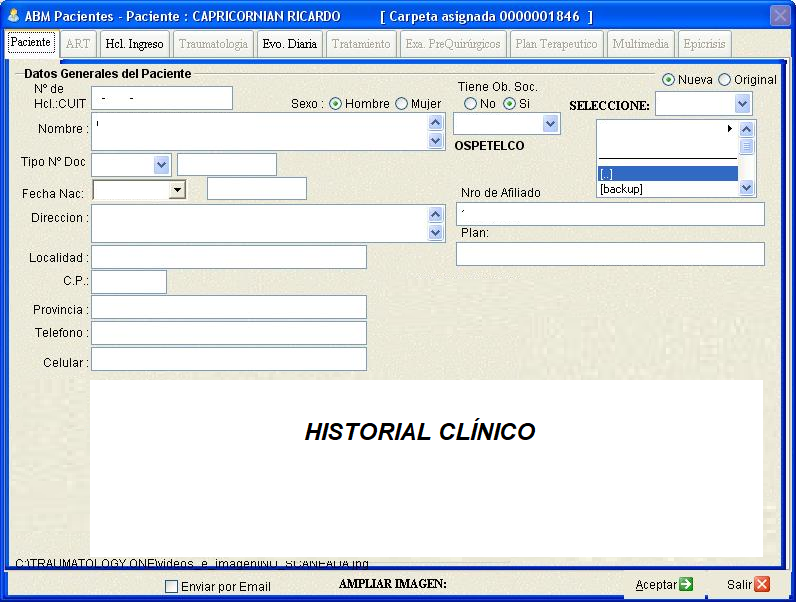 ABM Pacientes - Paciente : CAPRICORNIAN RICARDO [ Carpeta asignada 0000001846 ]
Paciente ART Hcl. Ingreso Traumatologia Evo. Diaria Tratamiento Exa. PreQuirúrgicos Plan Terapeutico Multimedia Epicrisis
Datos Generales del Paciente
Nº de
Hcl.:CUIT - -
Sexo : Hombre Mujer
Tiene Ob. Soc.
No Si
Nueva Original
SELECCIONE:
Nombre :
OSPETELCO
Tipo Nº Doc
[..]
[backup]
Fecha Nac:
Nro de Afiliado
Direccion :
Plan:
Localidad :
C.P.:
Provincia :
Telefono :
Celular :
HISTORIAL CLÍNICO
C:\TRAUMATOLOGY ONE\videos_e_imagen\NO_SCANEADA.jpg
Enviar por Email
AMPLIAR IMAGEN:
Aceptar
Salir